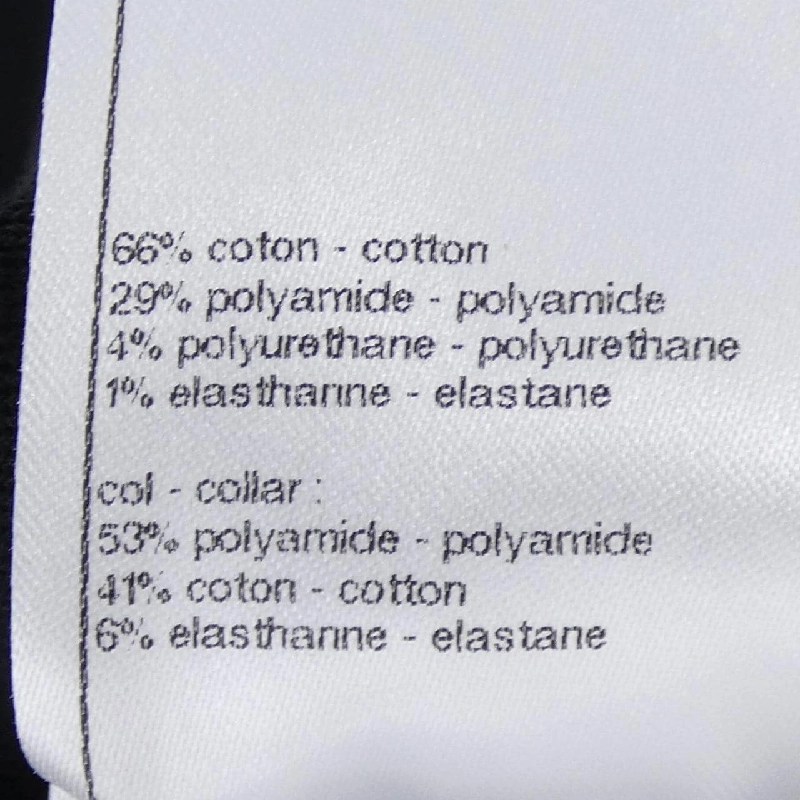 66% coton - cotton
29% polyamide - polyamide
4% polyurethane - polyurethane
1% elasthanne - elastane
col - collar :
53% polyamide - polyamide
41% coton - cotton
6% elasthanne - elastane